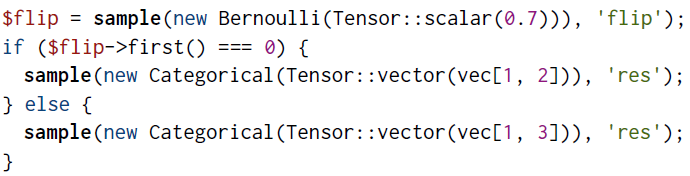 $flip = sample(new Bernoulli(Tensor::scalar(0.7))), 'flip');
if ($flip->first() === 0) {
  sample(new Categorical(Tensor::vector(vec[1, 2])), 'res');
} else {
  sample(new Categorical(Tensor::vector(vec[1, 3])), 'res');
}